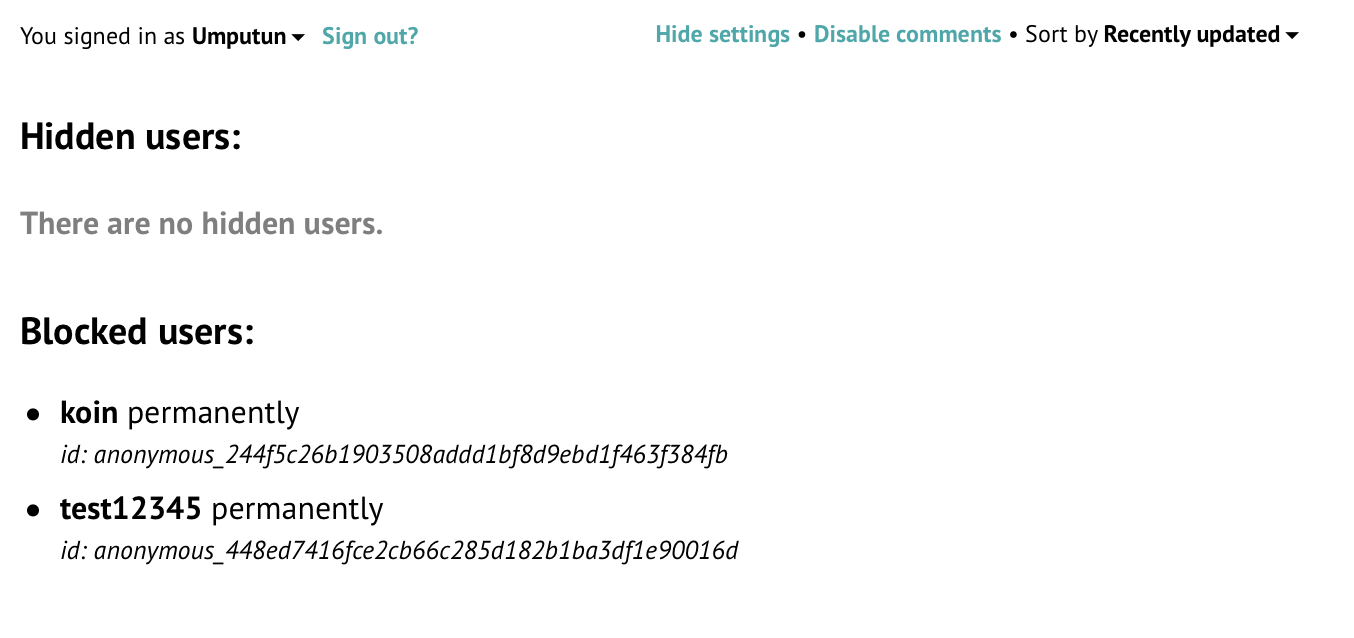 You signed in as Umputun Sign out? Hide settings • Disable comments • Sort by Recently updated
Hidden users:
There are no hidden users.
Blocked users:
• koin permanently
id: anonymous_244f5c26b1903508addd1bf8d9ebd1f463f384fb
• test12345 permanently
id: anonymous_448ed7416fce2cb66c285d182b1ba3df1e90016d